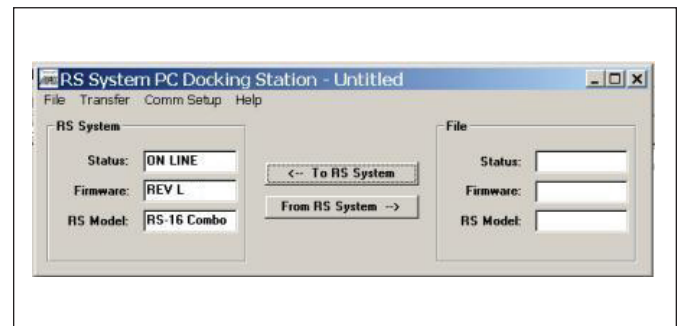 RS System PC Docking Station - Untitled
File Transfer Comm Setup Help
RS System
Status: ON LINE
Firmware: REV L
RS Model: RS-16 Combo
<-- To RS System
From RS System -->
File
Status:
Firmware:
RS Model: